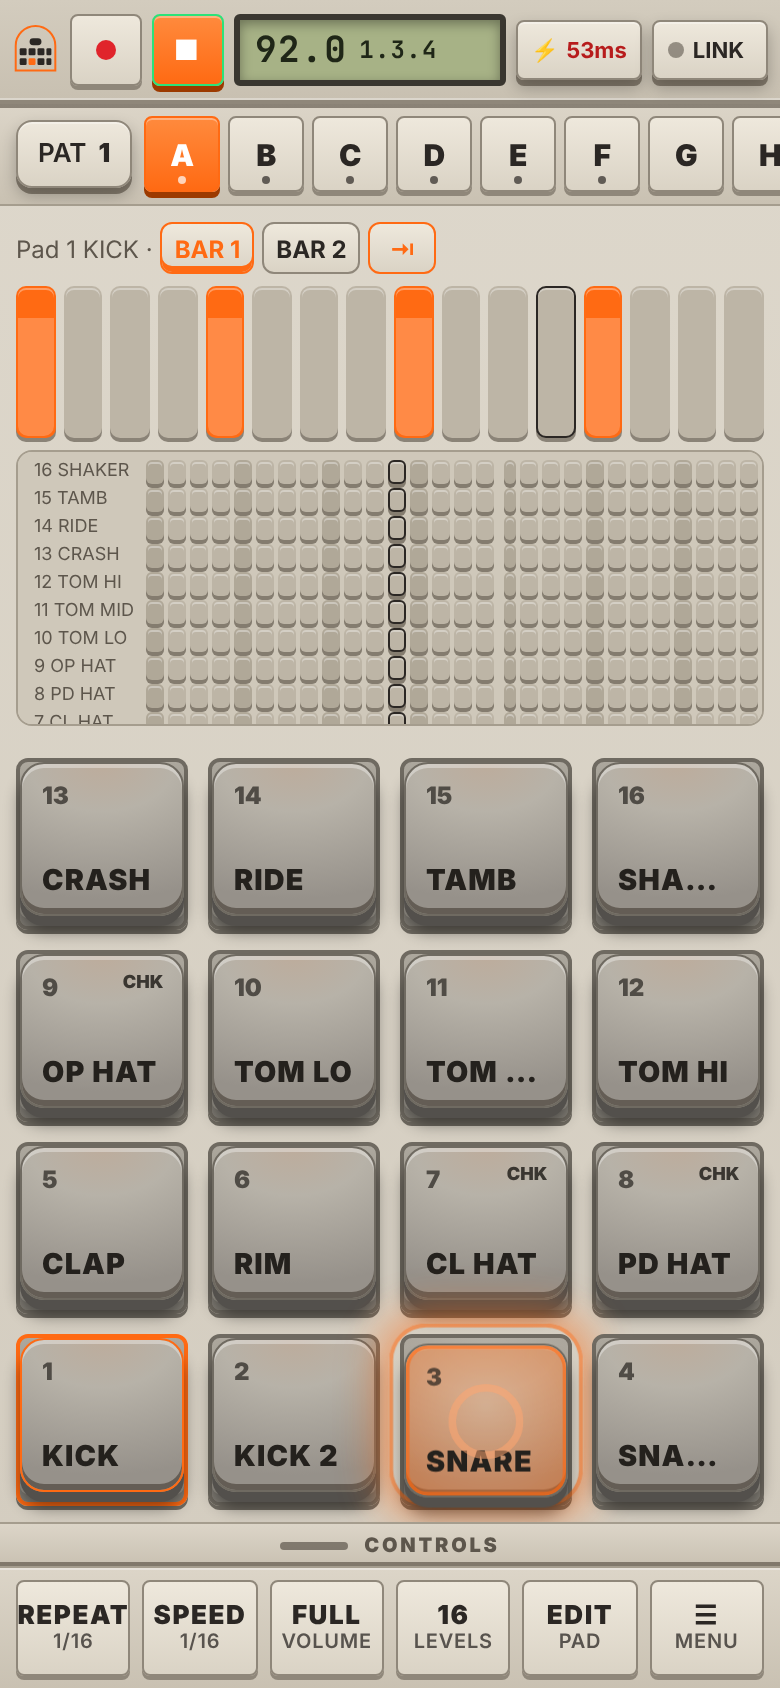 92.0 1.3.4
⚡ 53ms
LINK
PAT 1
A
B
C
D
E
F
G
H
Pad 1 KICK ·
BAR 1
BAR 2
⇥
16 SHAKER
15 TAMB
14 RIDE
13 CRASH
12 TOM HI
11 TOM MID
10 TOM LO
9 OP HAT
8 PD HAT
7 CL HAT
13
CRASH
14
RIDE
15
TAMB
16
SHA...
9
CHK
OP HAT
10
TOM LO
11
TOM ...
12
TOM HI
5
CLAP
6
RIM
7
CHK
CL HAT
8
CHK
PD HAT
1
KICK
2
KICK 2
3
SNARE
4
SNA...
CONTROLS
REPEAT
1/16
SPEED
1/16
FULL
VOLUME
16
LEVELS
EDIT
PAD
☰
MENU